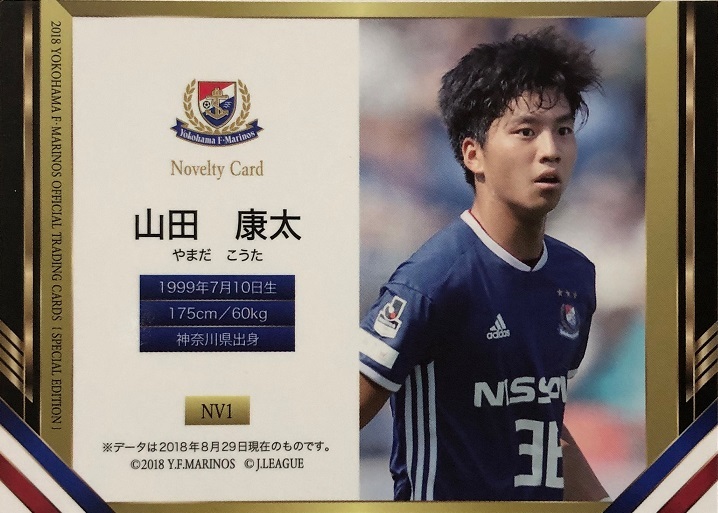 2018 YOKOHAMA F·MARINOS OFFICIAL TRADING CARDS [ SPECIAL EDITION ]
Yokohama F·Marinos
Novelty Card
山田 康太
やまだ こうた
1999年7月10日生
175cm／60kg
神奈川県出身
NV1
※データは2018年8月29日現在のものです。
©2018 Y.F.MARINOS © J.LEAGUE
adidas
NISSAN